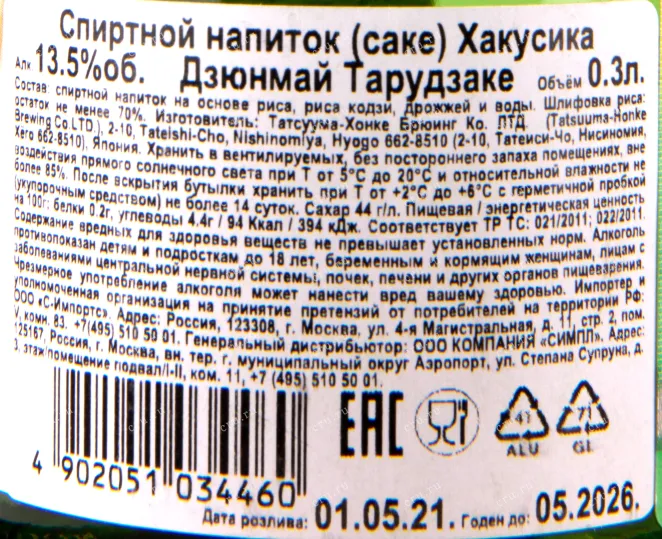 Спиртной напиток (саке) Хакусика
Алк 13.5%об. Дзюнмай Тарудзаке Объём 0.3л.
Состав: спиртной напиток на основе риса, риса кодзи, дрожжей и воды. Шлифовка риса:
остаток не менее 70%. Изготовитель: Татсуума-Хонке Брюинг Ко. ЛТД. (Tatsuuma-Honke
Brewing Co LTD.), 2-10, Tateishi-Cho, Nishinomiya, Hyogo 662-8510 (2-10, Татеиси-Чо, Нисиномия,
Хего 662-8510), Япония. Хранить в вентилируемых, без постороннего запаха помещениях, вне
воздействия прямого солнечного света при Т от 5°C до 20°C и относительной влажности не
более 85%. После вскрытия бутылки хранить при Т от +2°C до +6°C с герметичной пробкой
(укупорочным средством) не более 14 суток. Сахар 44 г/л. Пищевая / энергетическая ценность
на 100г: белки 0.2г, углеводы 4.4г / 94 Ккал / 394 кДж. Соответствует ТР ТС: 021/2011; 022/2011.
Содержание вредных для здоровья веществ не превышает установленных норм. Алкоголь
противопоказан детям и подросткам до 18 лет, беременным и кормящим женщинам, лицам с
заболеваниями центральной нервной системы, почек, печени и других органов пищеварения.
Чрезмерное употребление алкоголя может нанести вред вашему здоровью. Импортер и
уполномоченная организация на принятие претензий от потребителей на территории РФ:
ООО «С-Импортс». Адрес: Россия, 123308, г. Москва, ул. 4-я Магистральная, д. 11, стр. 2, пом.
V, комн. 83. +7(495) 510 50 01. Генеральный дистрибьютор: ООО КОМПАНИЯ «СИМПЛ». Адрес:
125167, Россия, г. Москва, вн. тер. г. муниципальный округ Аэропорт, ул. Степана Супруна, д.
3, этаж/помещение подвал/I-II, ком. 11, +7 (495) 510 50 01.
EAC
41 71
ALU GL
4 902051 034460
Дата розлива: 01.05.21. Годен до: 05.2026.